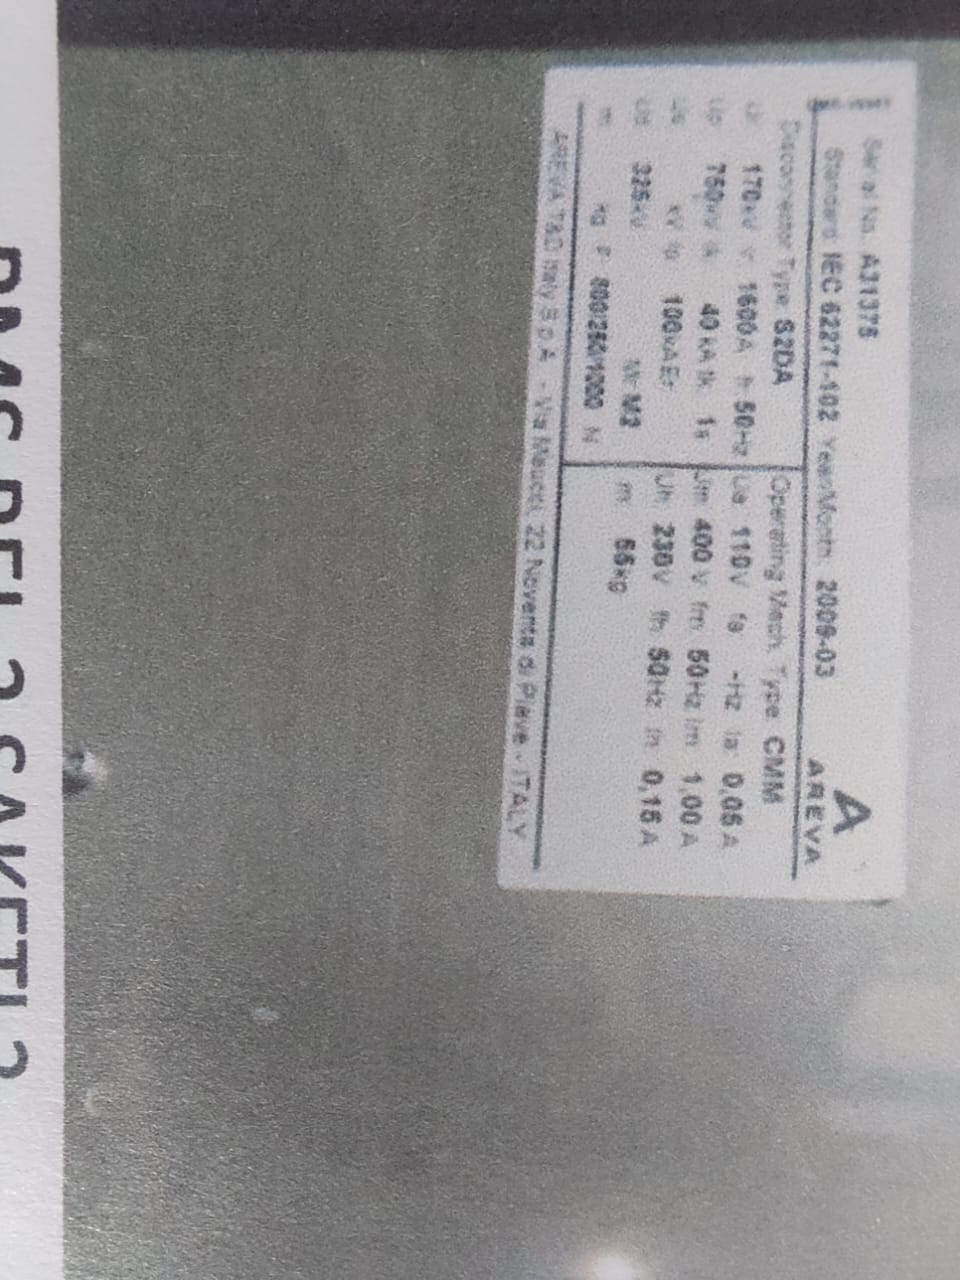 Serial No. A31375
Standard: IEC 62271-102 Year/Month: 2009-03
AREVA
Disconnector Type: S2DA
Ur 170kV Ir 1600A fr 50Hz
Up 750kV Ik 40 kA tk 1s
Us kV Ip 100kA Er
Ud 325kV Mr M2
m kg F 800/250/1000 N
Operating Mech. Type: CMM
Ua 110V fa -Hz Ia: 0,05 A
Um 400 V fm 50Hz Im 1,00 A
Uh 230V fh 50Hz Ih 0,15 A
m 55kg
AREVA T&D Italy S.p.A. - Via Meucci, 22 Noventa di Piave - ITALY